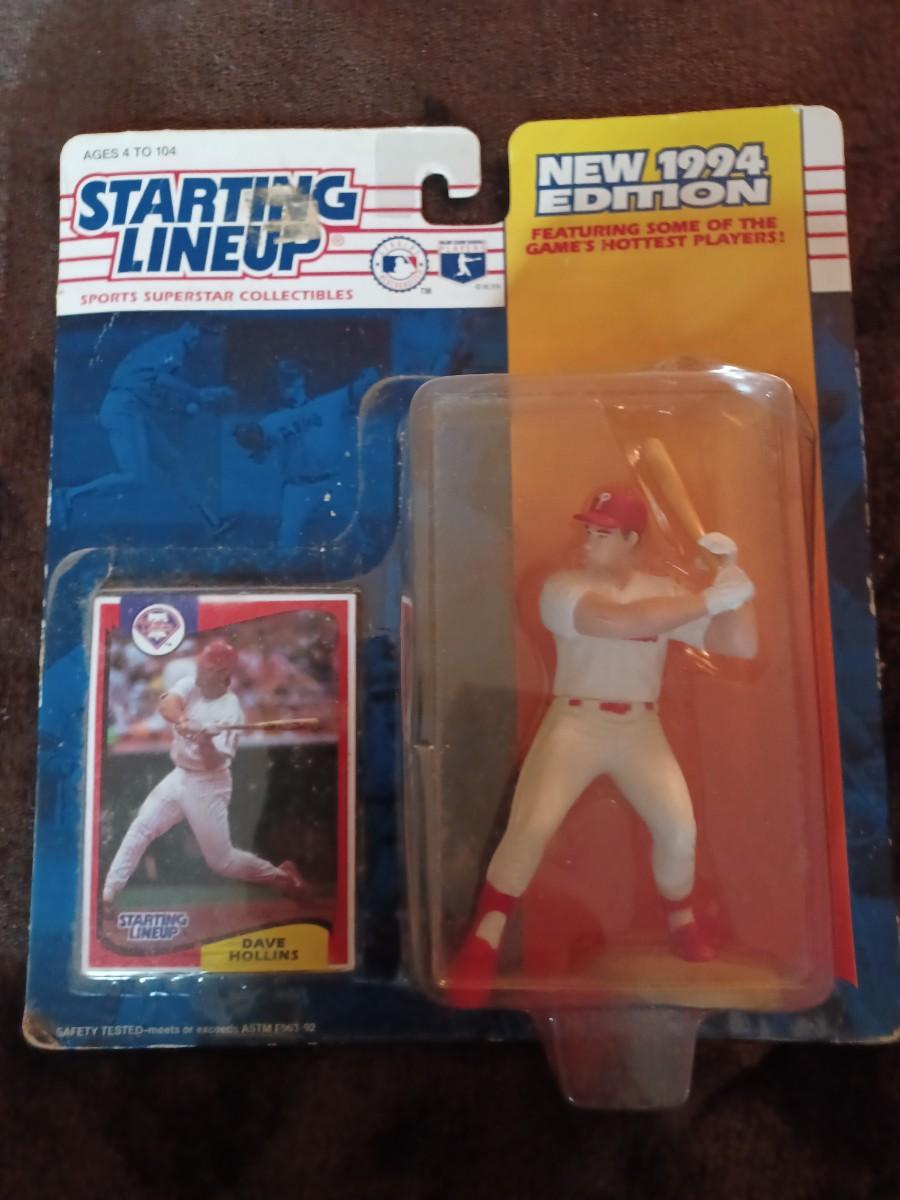 AGES 4 TO 104
STARTING
LINEUP®
SPORTS SUPERSTAR COLLECTIBLES
TM
NEW 1994
EDITION
FEATURING SOME OF THE
GAME'S HOTTEST PLAYERS!
P
STARTING
LINEUP
DAVE
HOLLINS
SAFETY TESTED–meets or exceeds ASTM F963-92